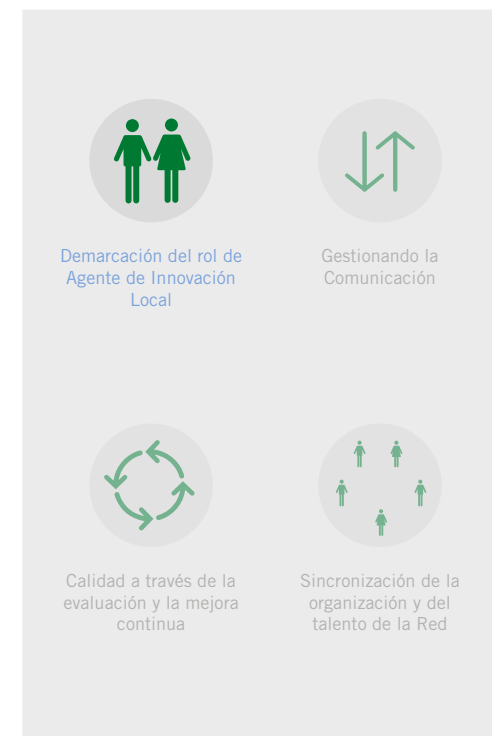 Demarcación del rol de
Agente de Innovación
Local
Gestionando la
Comunicación
Calidad a través de la
evaluación y la mejora
continua
Sincronización de la
organización y del
talento de la Red